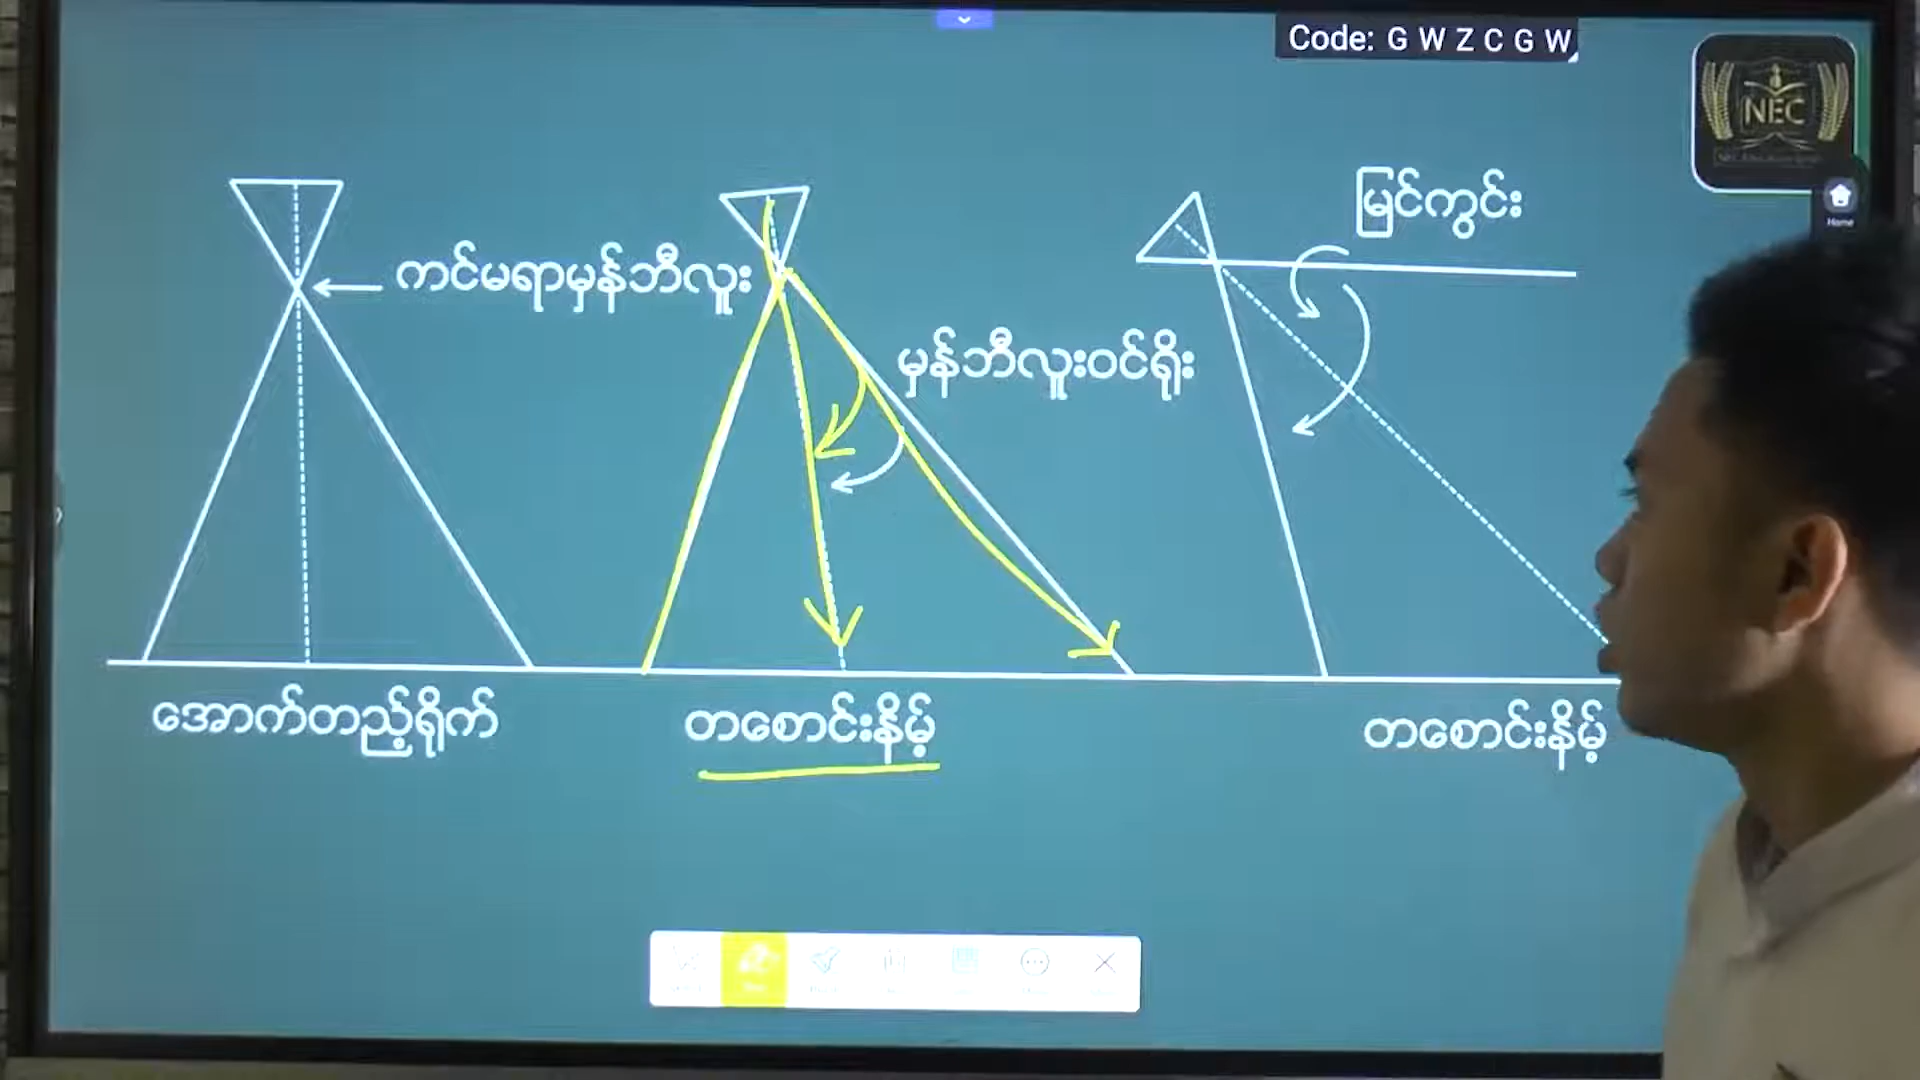 Code: G W Z C G W
NEC
Home
မြင်ကွင်း
ကင်မရာမှန်ဘီလူး
မှန်ဘီလူးဝင်ရိုး
အောက်တည့်ရိုက်
တစောင်းနိမ့်
တစောင်းနိမ့်